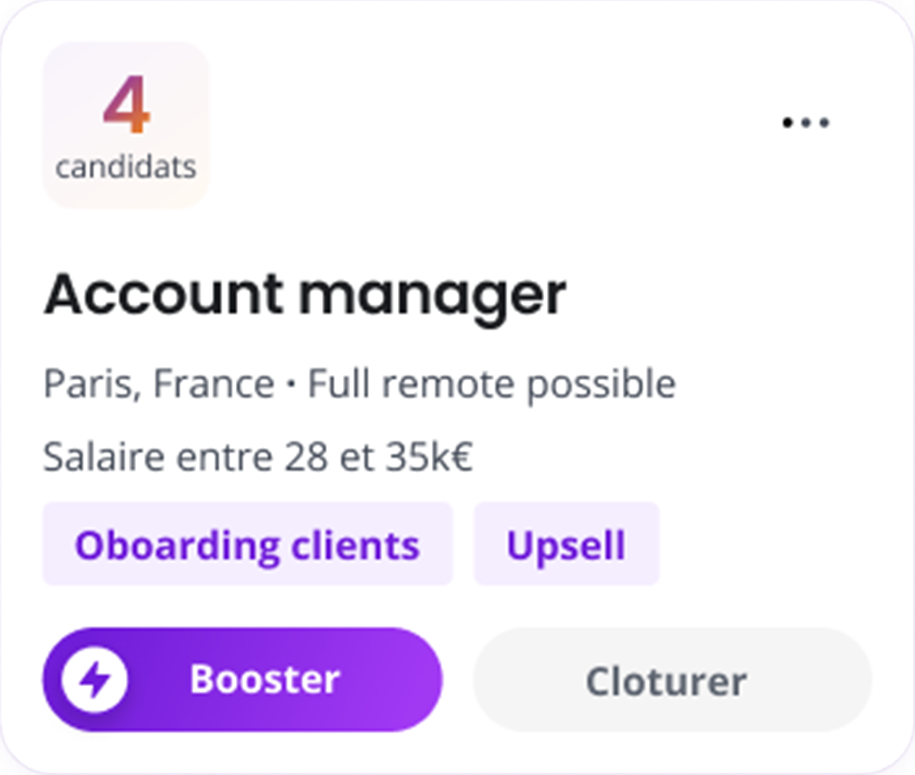 4
candidats
Account manager
Paris, France · Full remote possible
Salaire entre 28 et 35k€
Oboarding clients Upsell
Booster Cloturer